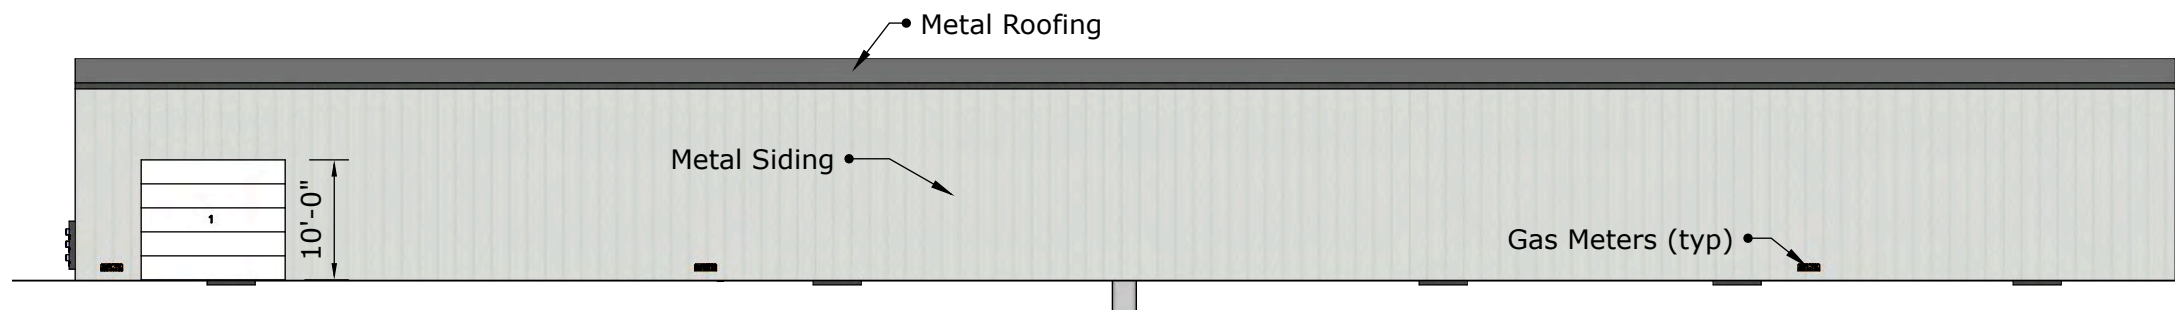 Metal Roofing
Metal Siding
1
10'-0"
Gas Meters (typ)